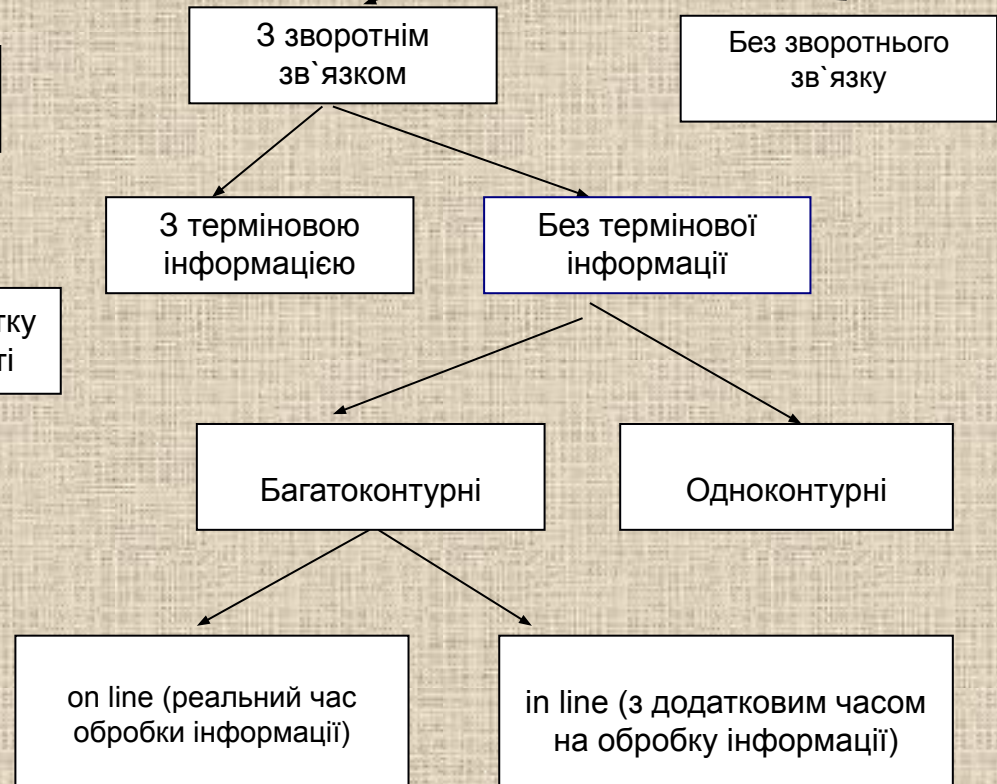 З зворотнім
зв`язком
Без зворотнього
зв`язку
З терміновою
інформацією
Без термінової
інформації
Багатоконтурні
Одноконтурні
on line (реальний час
обробки інформації)
in line (з додатковим часом
на обробку інформації)